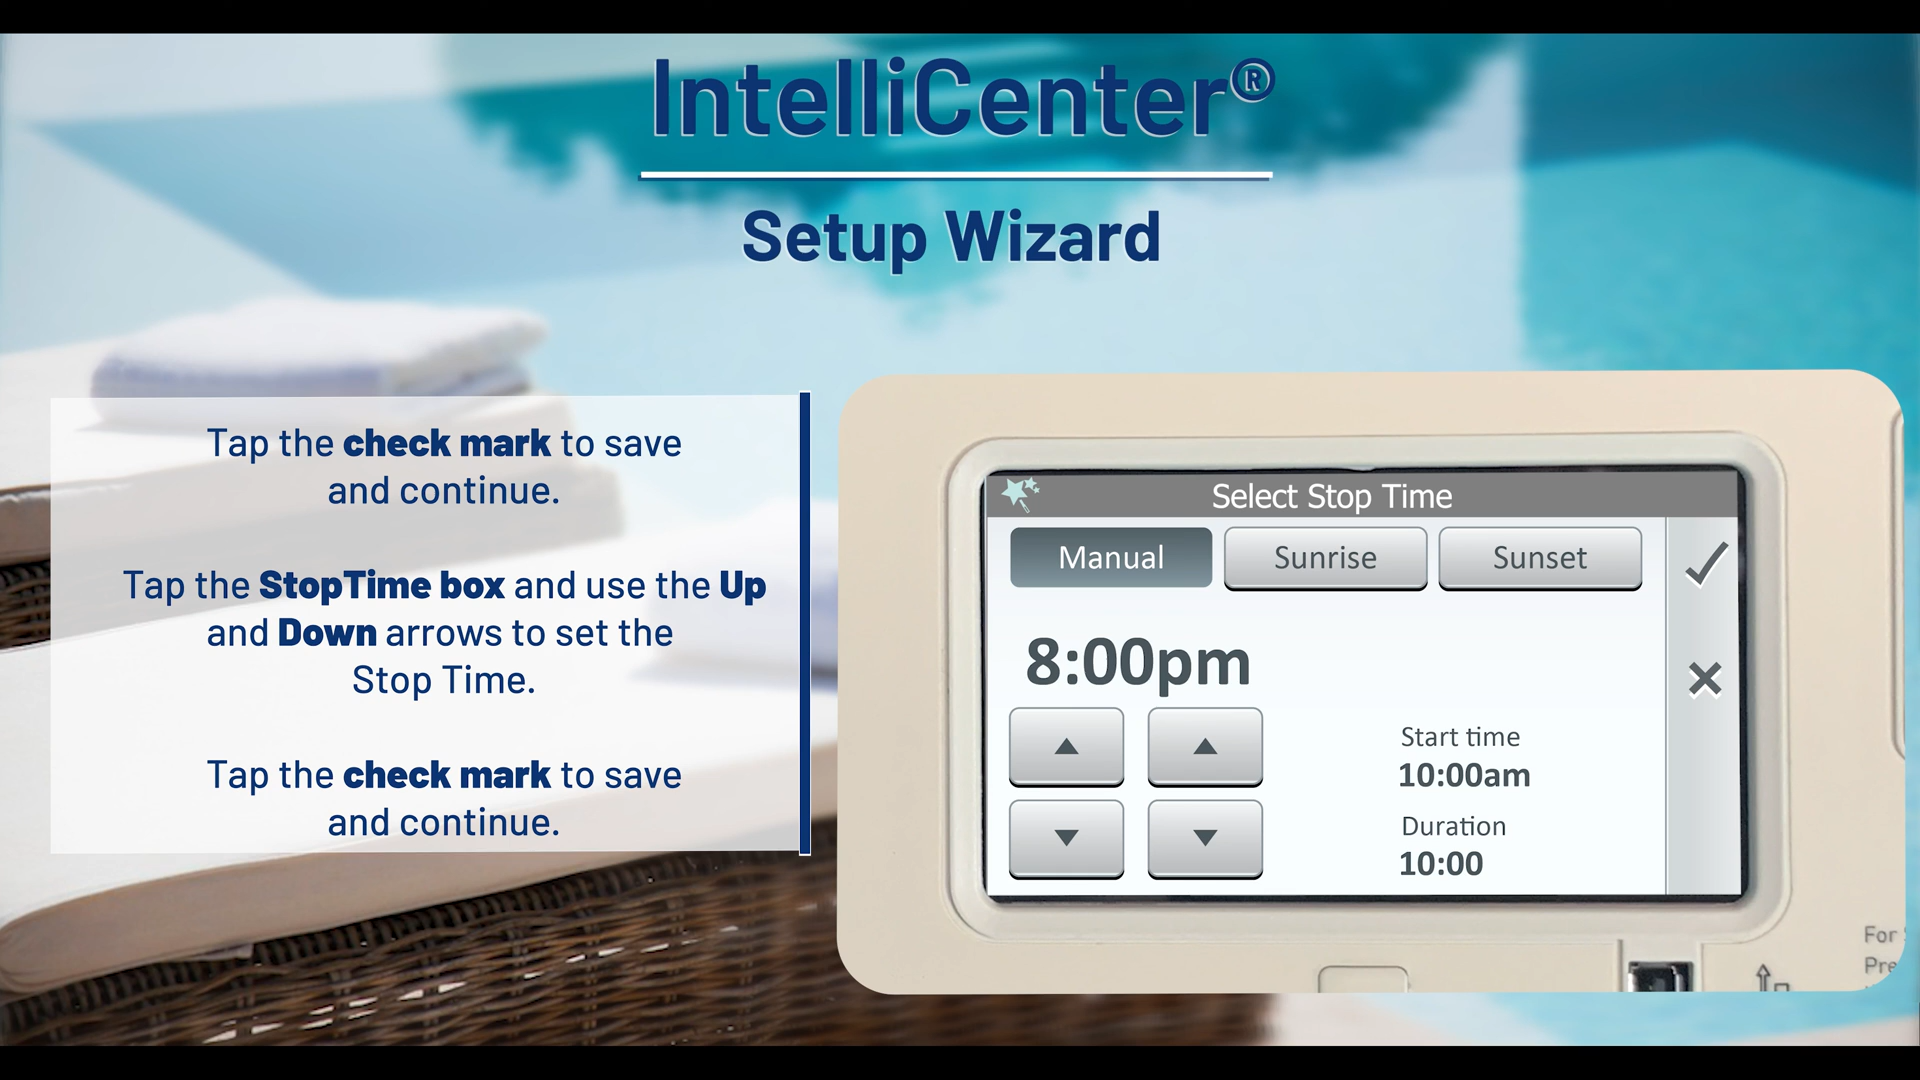 IntelliCenter®
Setup Wizard
Tap the check mark to save
and continue.
Tap the StopTime box and use the Up
and Down arrows to set the
Stop Time.
Tap the check mark to save
and continue.
Select Stop Time
Manual
Sunrise
Sunset
8:00pm
Start time
10:00am
Duration
10:00
For